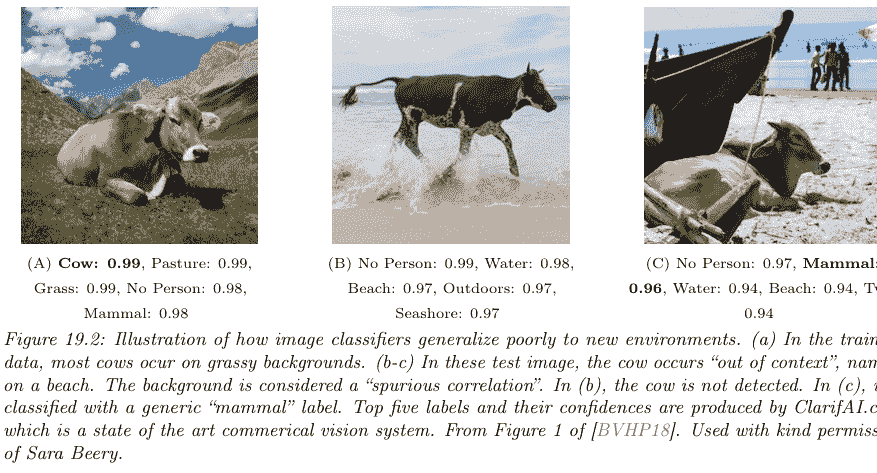 (A) Cow: 0.99, Pasture: 0.99,
Grass: 0.99, No Person: 0.98,
Mammal: 0.98
(B) No Person: 0.99, Water: 0.98,
Beach: 0.97, Outdoors: 0.97,
Seashore: 0.97
(C) No Person: 0.97, Mammal:
0.96, Water: 0.94, Beach: 0.94,
0.94
Figure 19.2: Illustration of how image classifiers generalize poorly to new environments. (a) In the train
data, most cows ocur on grassy backgrounds. (b-c) In these test image, the cow occurs “out of context”, nam
on a beach. The background is considered a “spurious correlation”. In (b), the cow is not detected. In (c), i
classified with a generic “mammal” label. Top five labels and their confidences are produced by ClarifAI.c
which is a state of the art commerical vision system. From Figure 1 of [BVHP18]. Used with kind permiss
of Sara Beery.